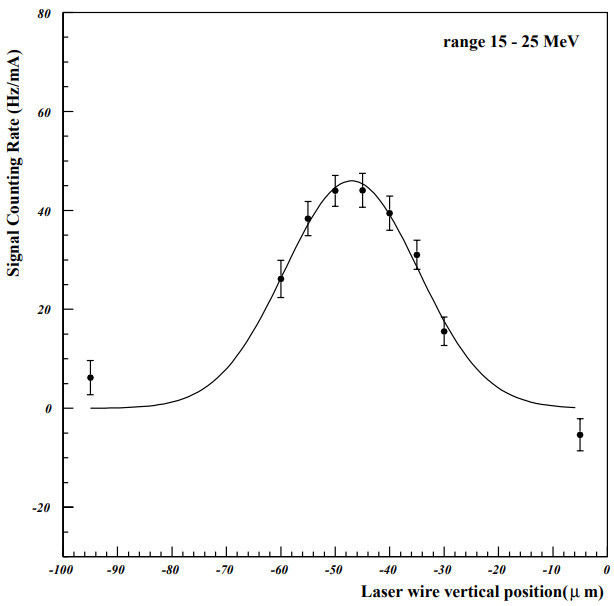 80
range 15 - 25 MeV
60
Signal Counting Rate (Hz/mA)
40
20
0
-20
-100 -90 -80 -70 -60 -50 -40 -30 -20 -10 0
Laser wire vertical position(μ m)